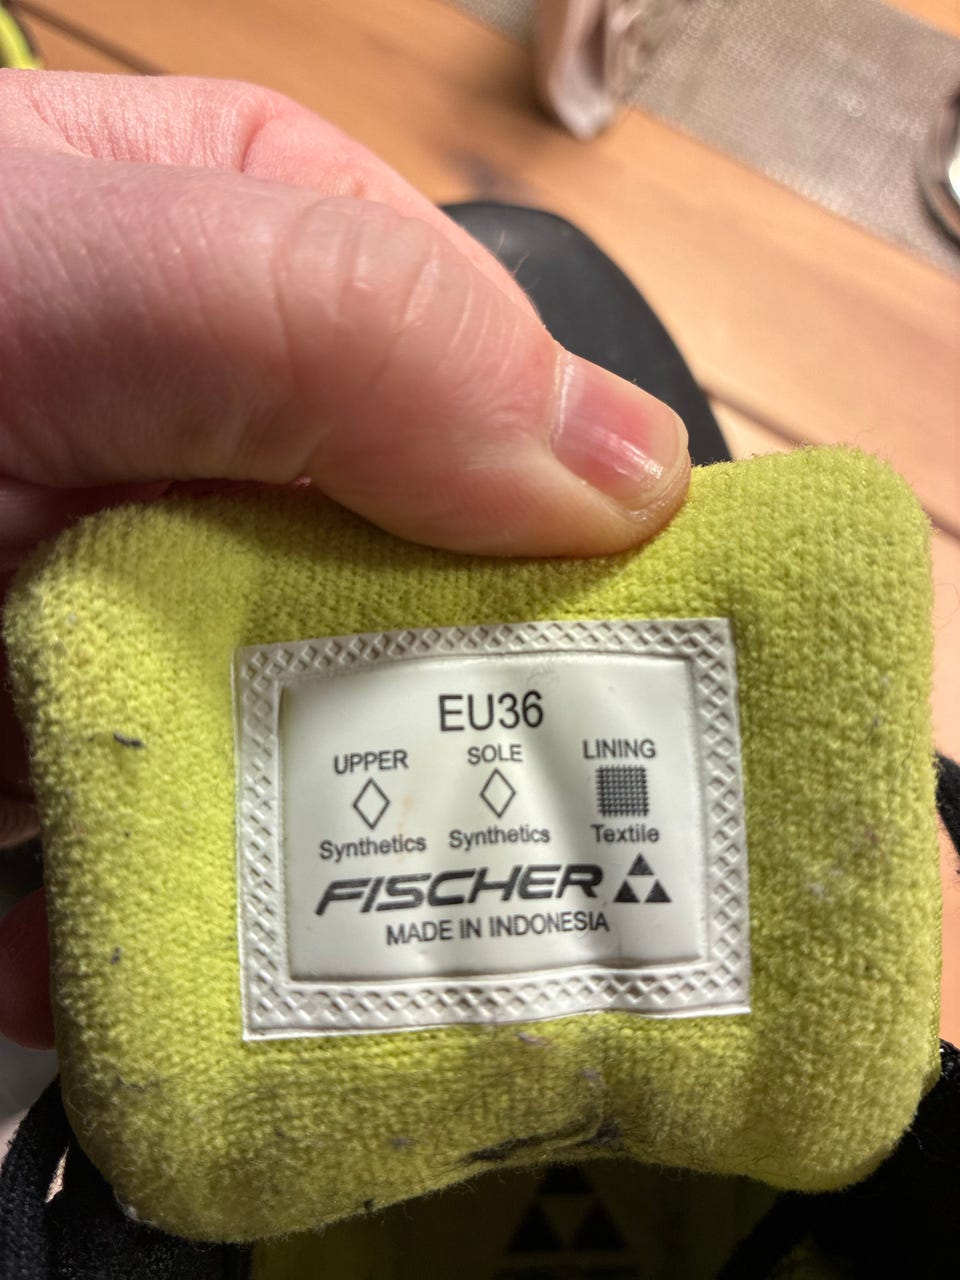 EU36
UPPER SOLE LINING
Synthetics Synthetics Textile
FISCHER
MADE IN INDONESIA